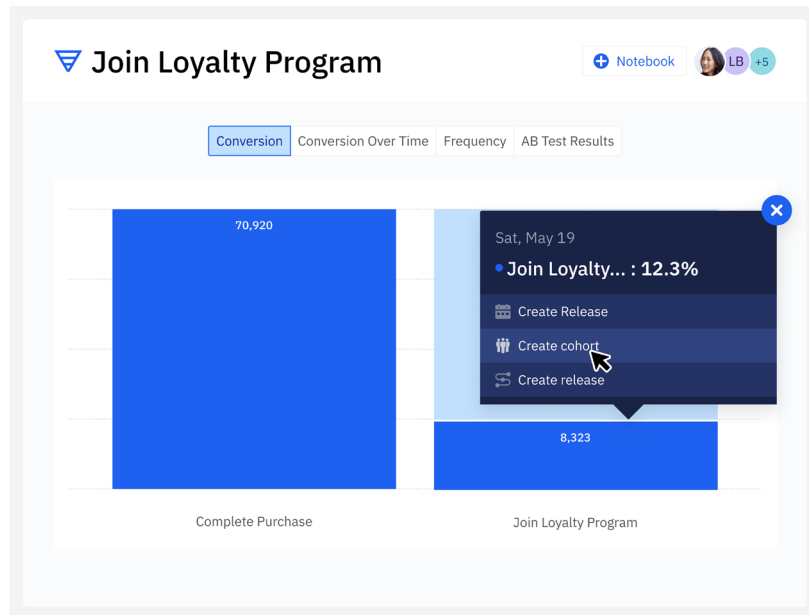 Join Loyalty Program
Notebook
LB
+5
Conversion
Conversion Over Time
Frequency
AB Test Results
70,920
Sat, May 19
Join Loyalty... : 12.3%
Create Release
Create cohort
Create release
8,323
Complete Purchase
Join Loyalty Program